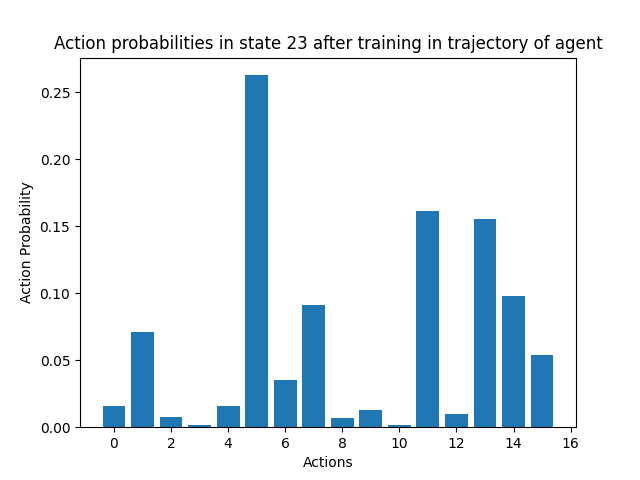 Action probabilities in state 23 after training in trajectory of agent
0.25
0.20
0.15
0.10
0.05
0.00
Action Probability
0 2 4 6 8 10 12 14 16
Actions